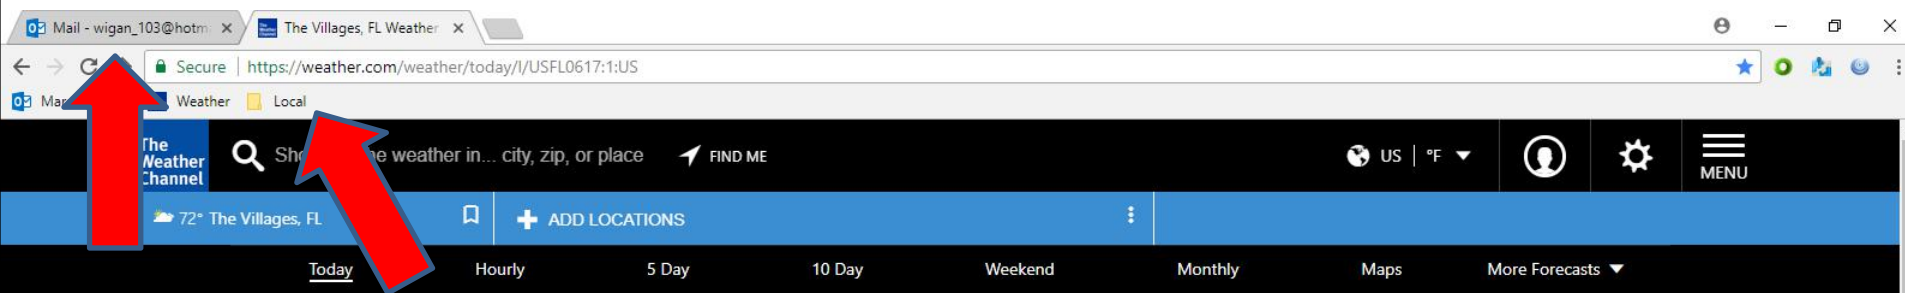 Mail - wigan_103@hotm
The Villages, FL Weather
Secure https://weather.com/weather/today/l/USFL0617:1:US
Weather Local
The Weather Channel
weather in... city, zip, or place FIND ME US | °F MENU
72° The Villages, FL ADD LOCATIONS
Today Hourly 5 Day 10 Day Weekend Monthly Maps More Forecasts